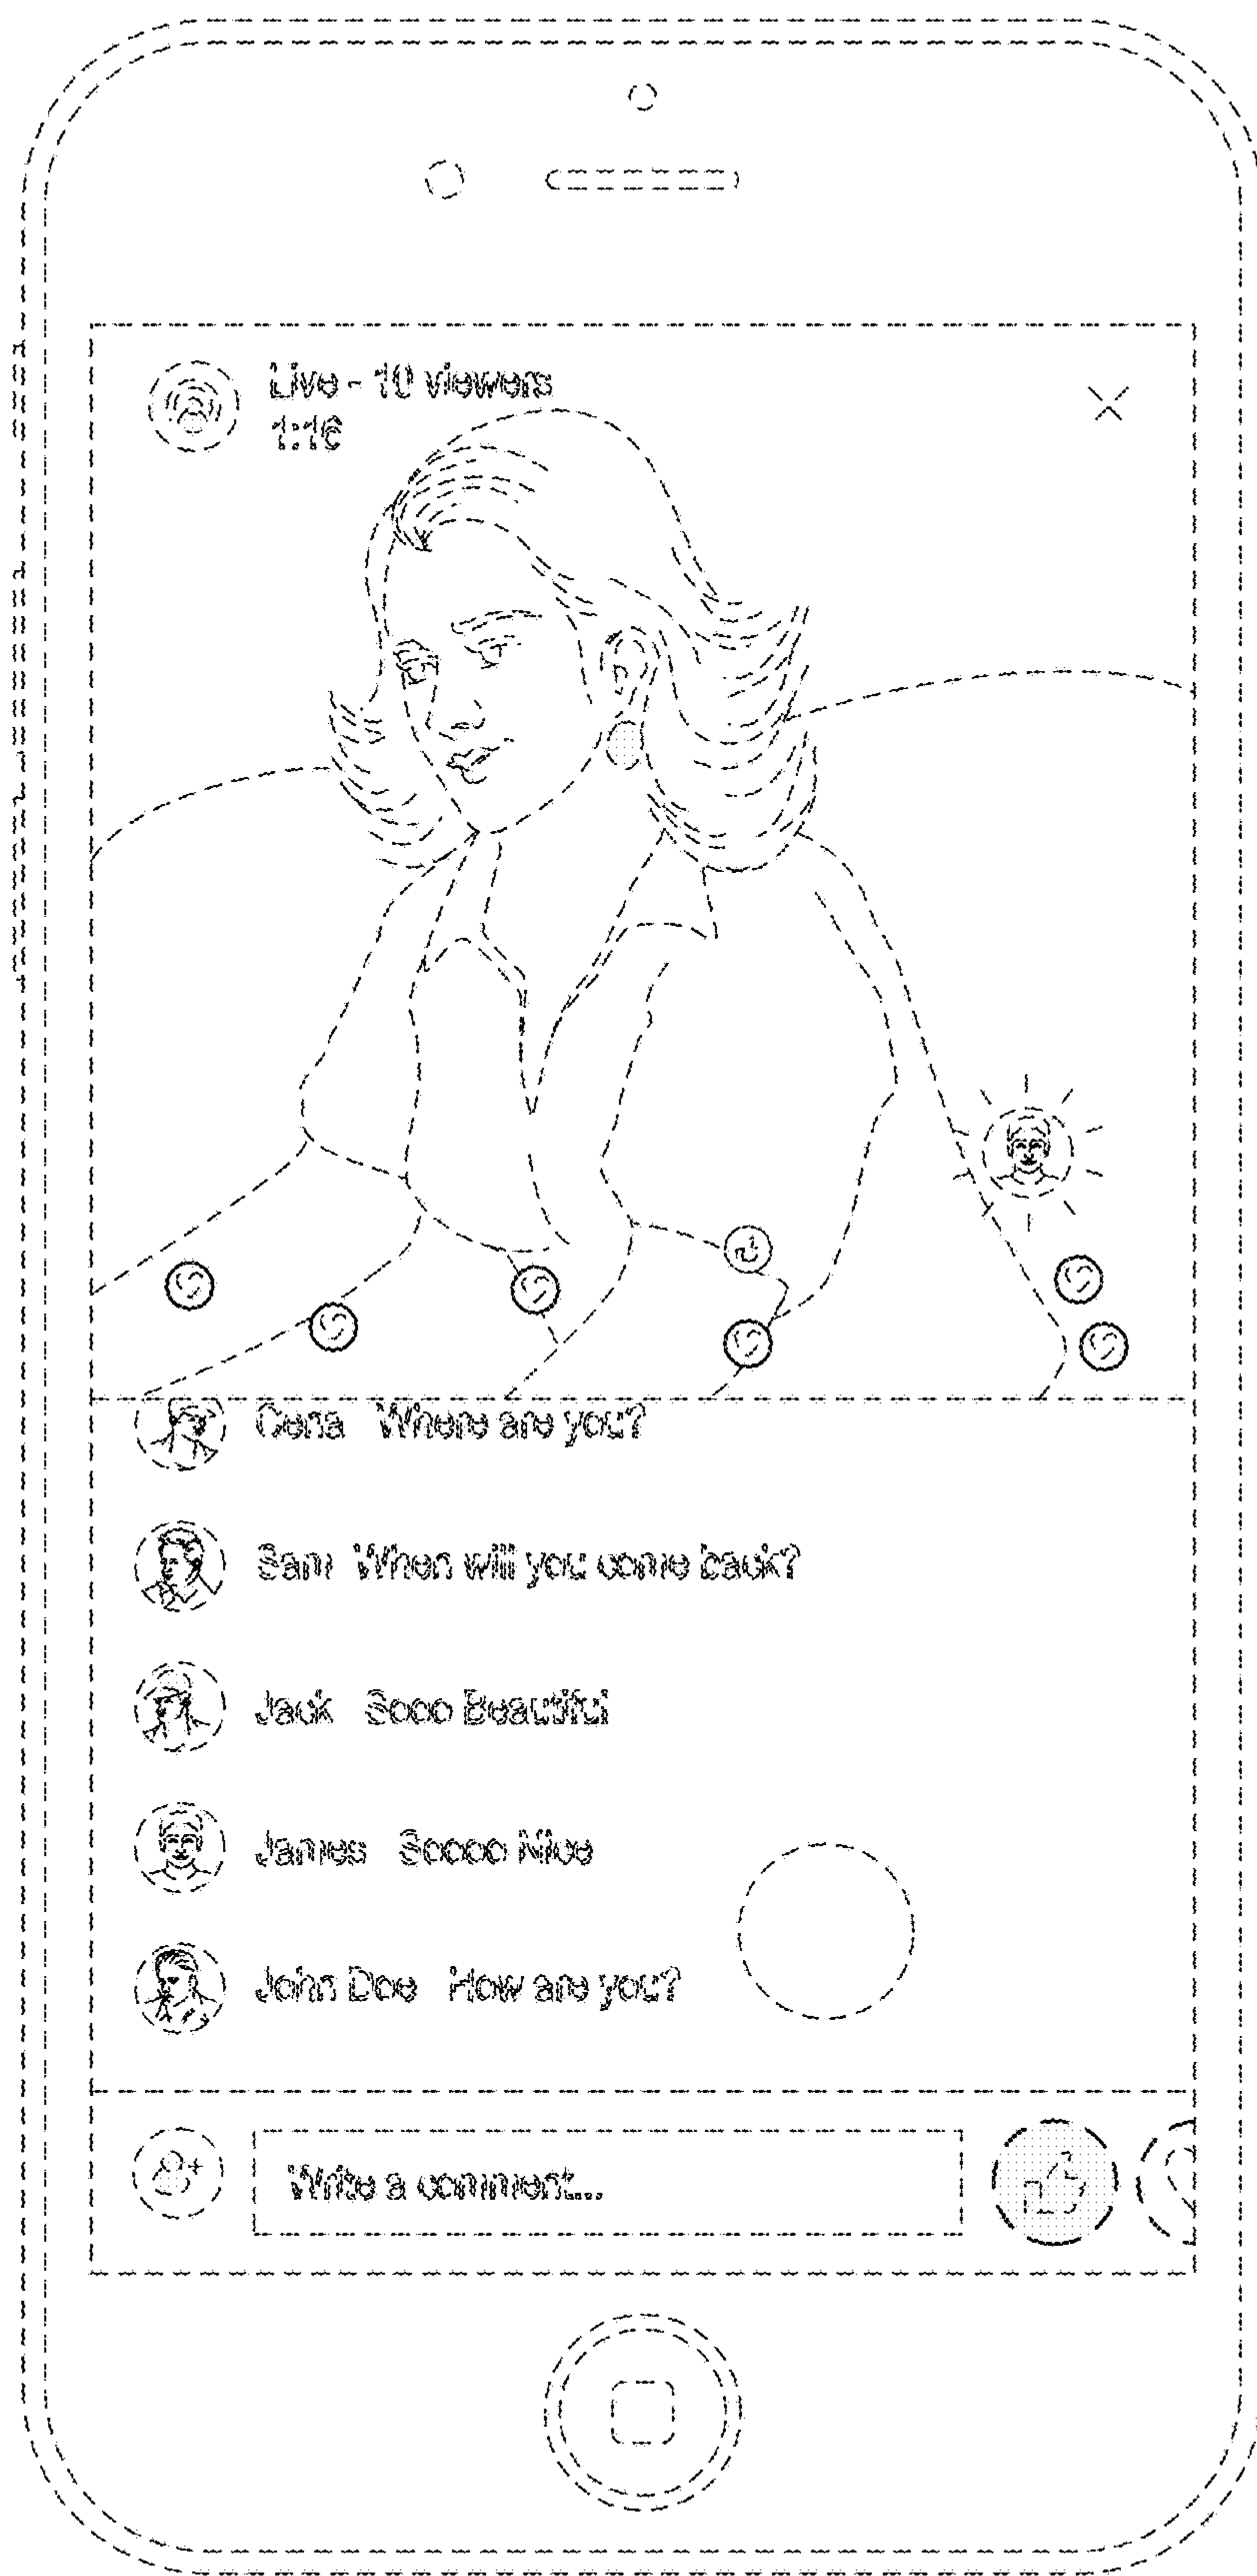 Live - 10 viewers
1:16
Cena Where are you?
Sam When will you come back?
Jack Sooo Beautiful
James Soooo Nice
John Doe How are you?
Write a comment...